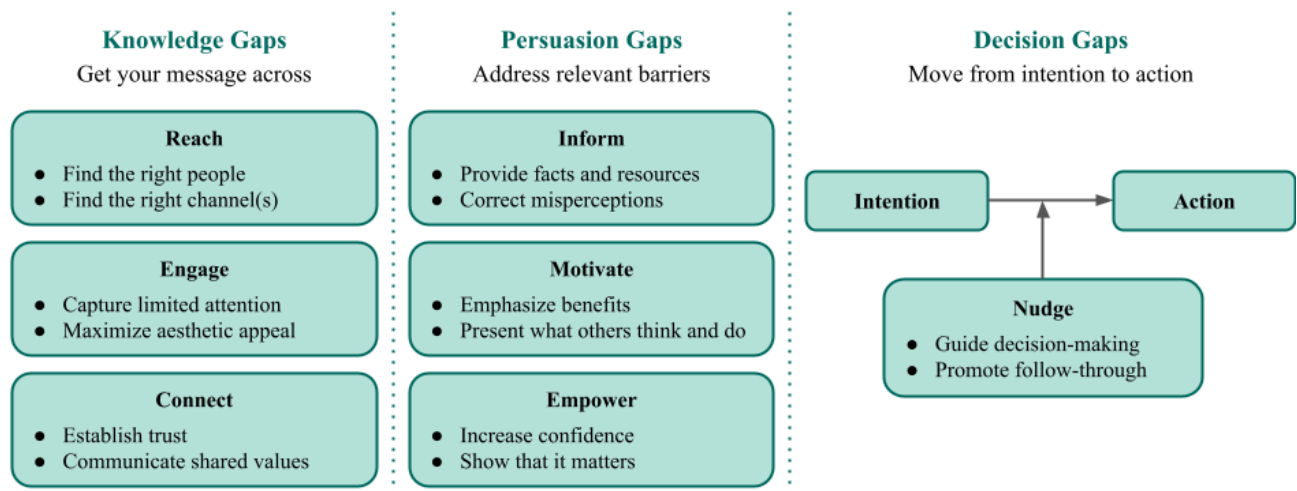 Knowledge Gaps
Get your message across
Reach
● Find the right people
● Find the right channel(s)
Engage
● Capture limited attention
● Maximize aesthetic appeal
Connect
● Establish trust
● Communicate shared values
Persuasion Gaps
Address relevant barriers
Inform
● Provide facts and resources
● Correct misperceptions
Motivate
● Emphasize benefits
● Present what others think and do
Empower
● Increase confidence
● Show that it matters
Decision Gaps
Move from intention to action
Intention
Action
Nudge
● Guide decision-making
● Promote follow-through